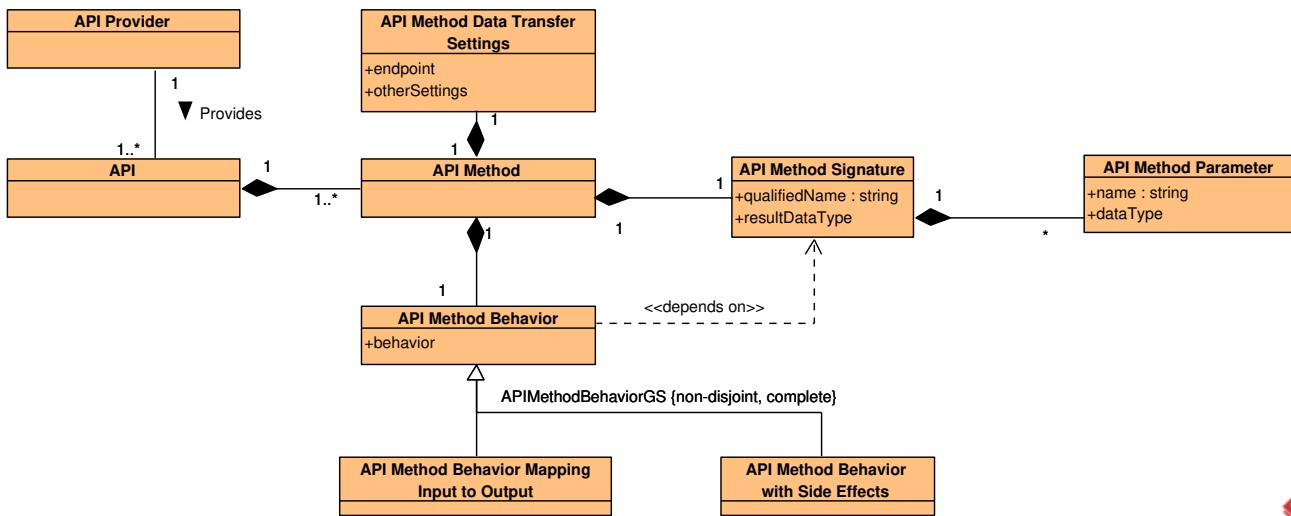 API Provider
API Method Data Transfer
Settings
+endpoint
+otherSettings
1
Provides
1..*
1
1
API
1
1..*
API Method
1
1
API Method Signature
+qualifiedName : string
+resultDataType
1
*
API Method Parameter
+name : string
+dataType
1
1
<<depends on>>
API Method Behavior
+behavior
APIMethodBehaviorGS {non-disjoint, complete}
API Method Behavior Mapping
Input to Output
API Method Behavior
with Side Effects